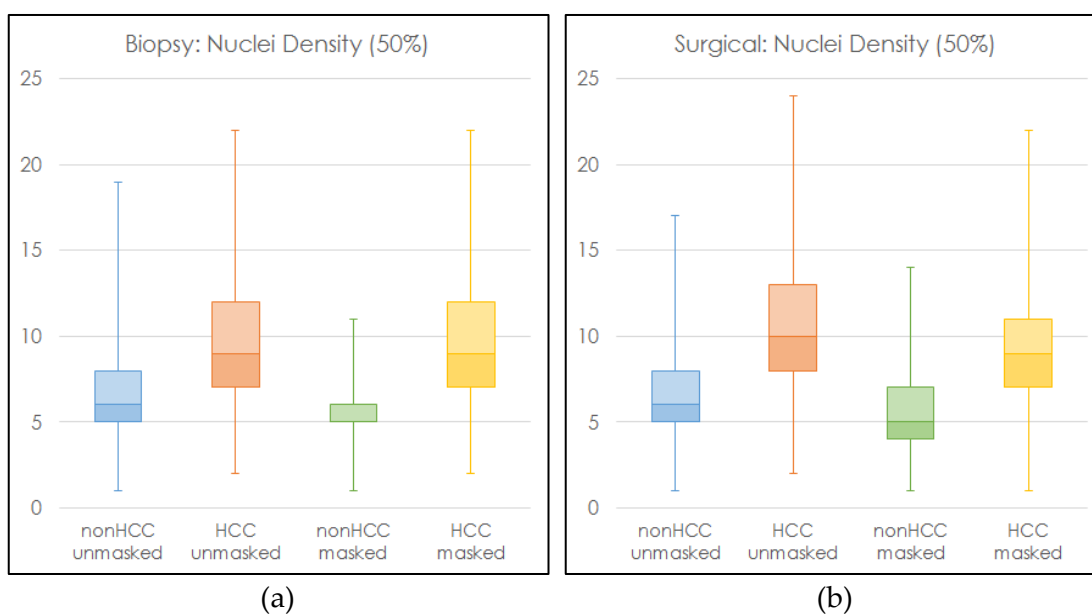 Biopsy: Nuclei Density (50%)
25
20
15
10
5
0
nonHCC unmasked
HCC unmasked
nonHCC masked
HCC masked
(a)
Surgical: Nuclei Density (50%)
25
20
15
10
5
0
nonHCC unmasked
HCC unmasked
nonHCC masked
HCC masked
(b)